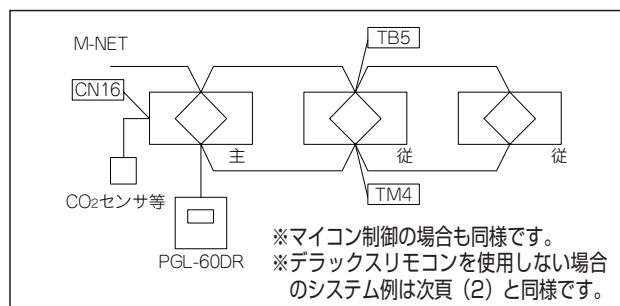 M-NET
TB5
CN16
主
従
従
CO2センサ等
TM4
PGL-60DR
※マイコン制御の場合も同様です。
※デラックスリモコンを使用しない場合
のシステム例は次頁（2）と同様です。